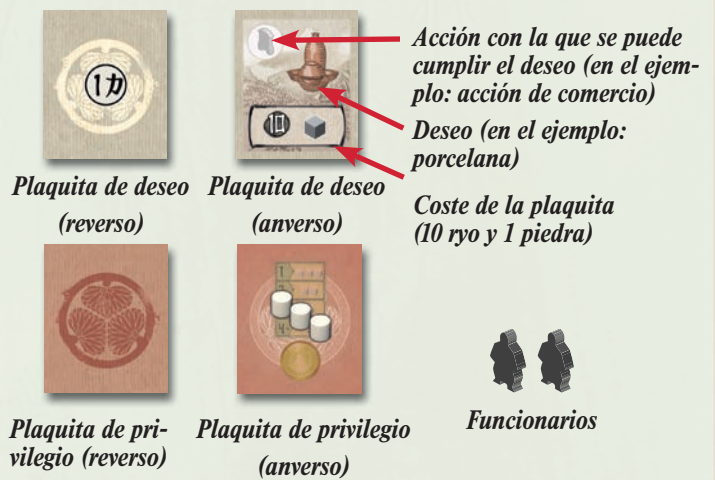 Acción con la que se puede
cumplir el deseo (en el ejem-
plo: acción de comercio)
Deseo (en el ejemplo:
porcelana)
Coste de la plaquita
(10 ryo y 1 piedra)
Plaquita de deseo
(reverso)
Plaquita de deseo
(anverso)
Plaquita de pri-
vilegio (reverso)
Plaquita de privilegio
(anverso)
Funcionarios